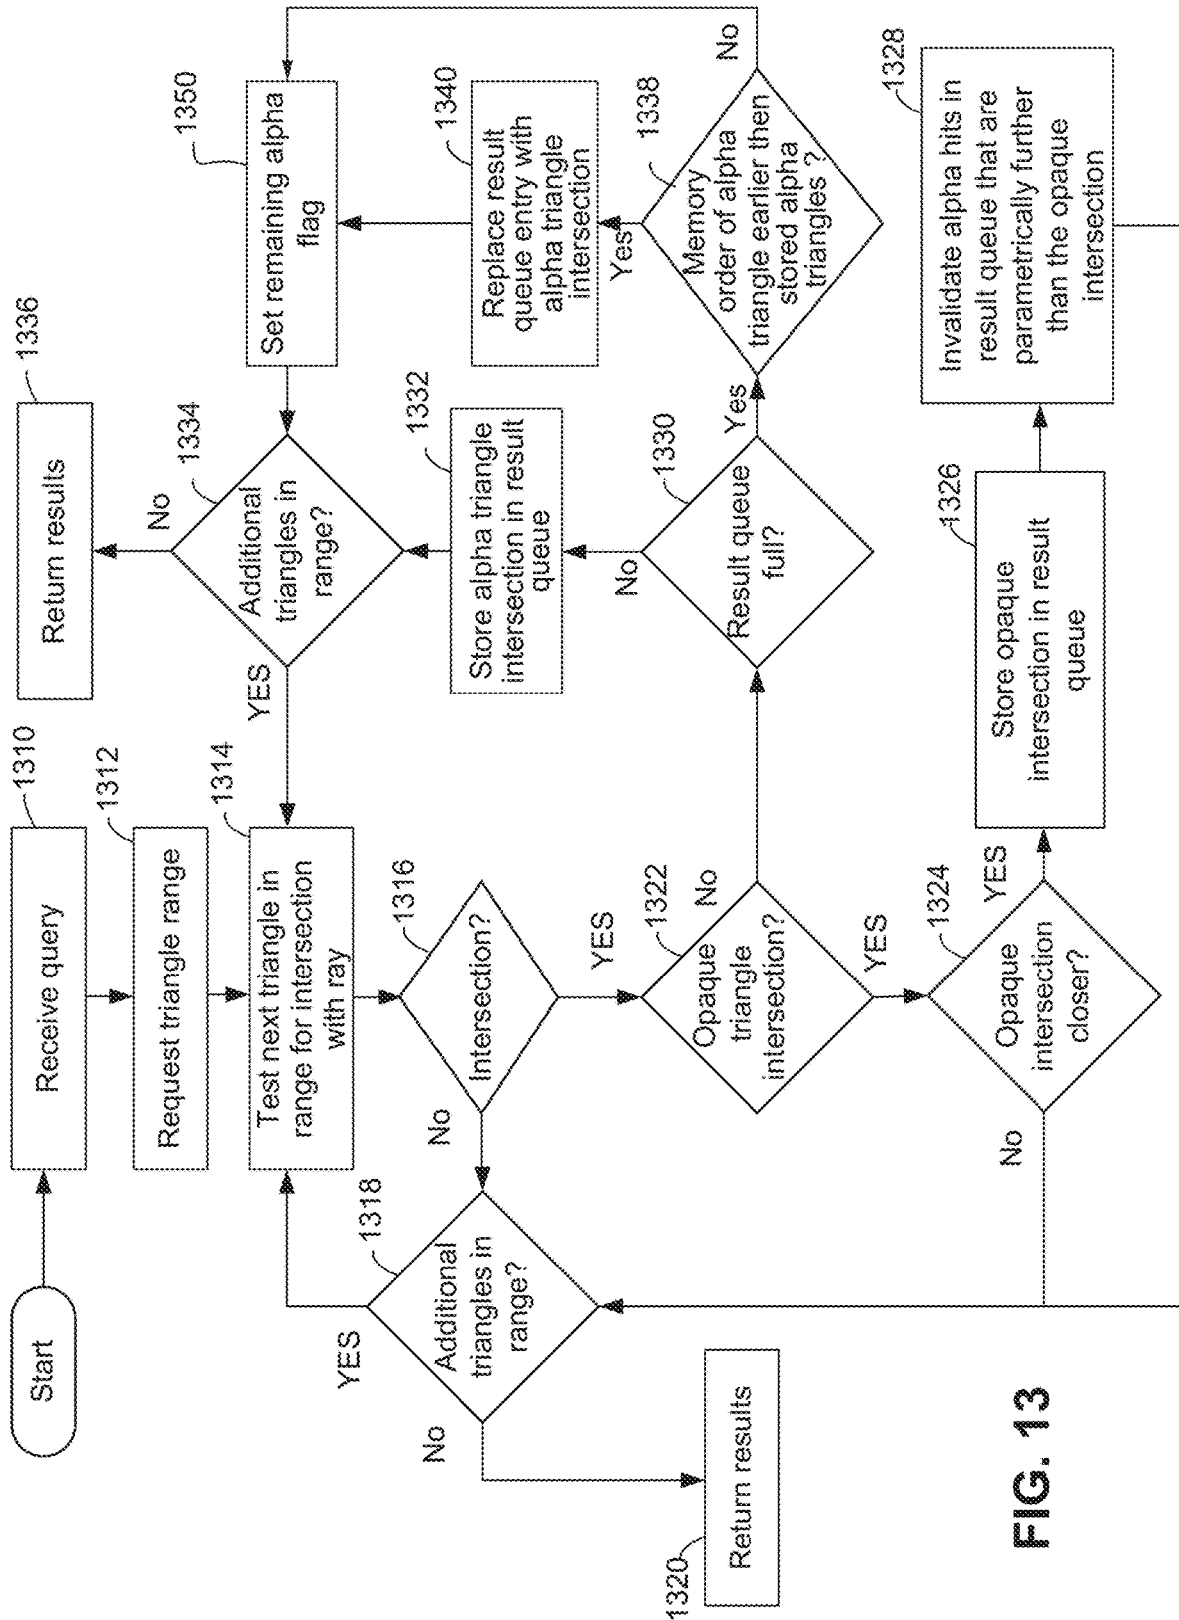 Start
Receive query
1310
Request triangle range
1312
Test next triangle in
range for intersection
with ray
1314
Intersection?
1316
No
YES
Additional
triangles in
range?
1318
YES
No
Return results
1320
Opaque
triangle
intersection?
1322
No
YES
Opaque
intersection
closer?
1324
No
YES
Store opaque
intersection in result
queue
1326
Invalidate alpha hits in
result queue that are
parametrically further
than the opaque
intersection
1328
Result queue
full?
1330
No
Yes
Store alpha triangle
intersection in result
queue
1332
Additional
triangles in
range?
1334
YES
No
Return results
1336
Memory
order of alpha
triangle earlier then
stored alpha
triangles ?
1338
Yes
No
Replace result
queue entry with
alpha triangle
intersection
1340
Set remaining alpha
flag
1350
FIG. 13